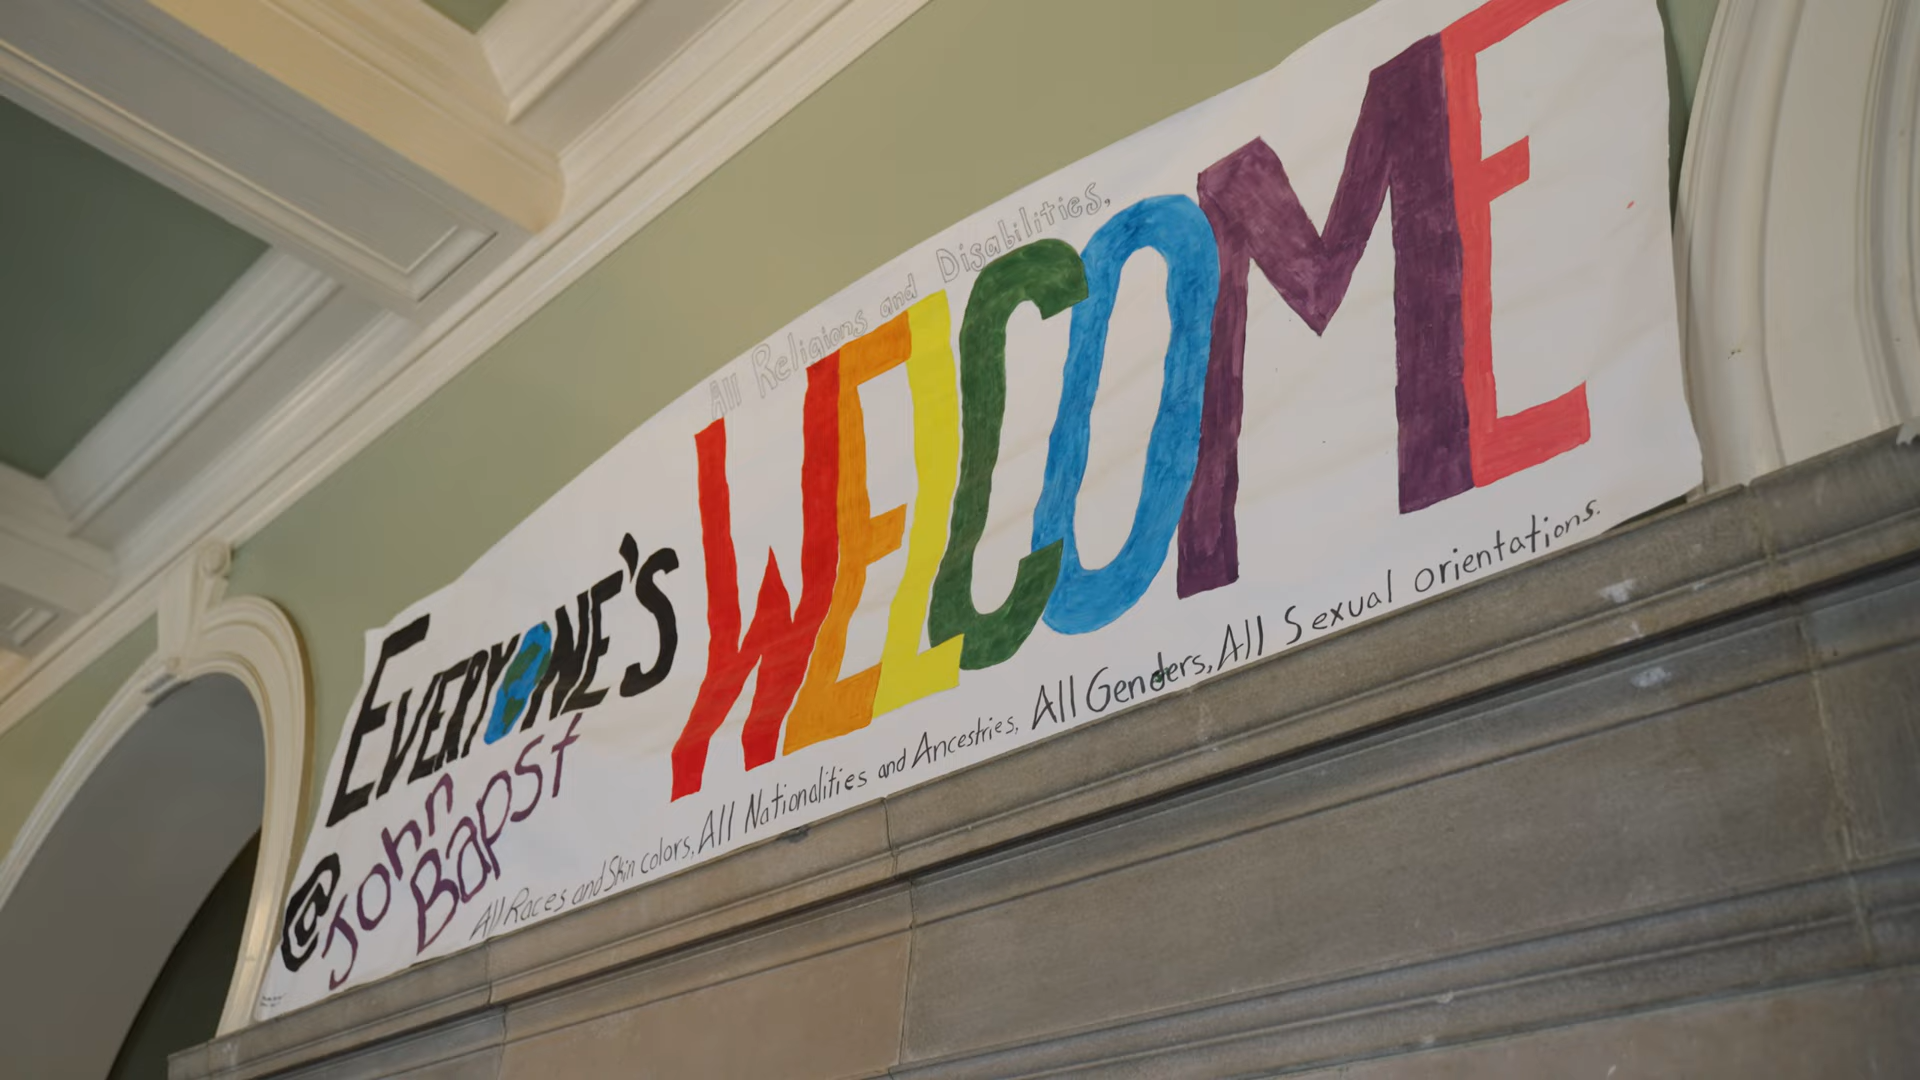 All Religions and Disabilities,
EVERYONE'S WELCOME
@John
Bapst
All Races and Skin colors, All Nationalities and Ancestries, All Genders, All Sexual orientations.